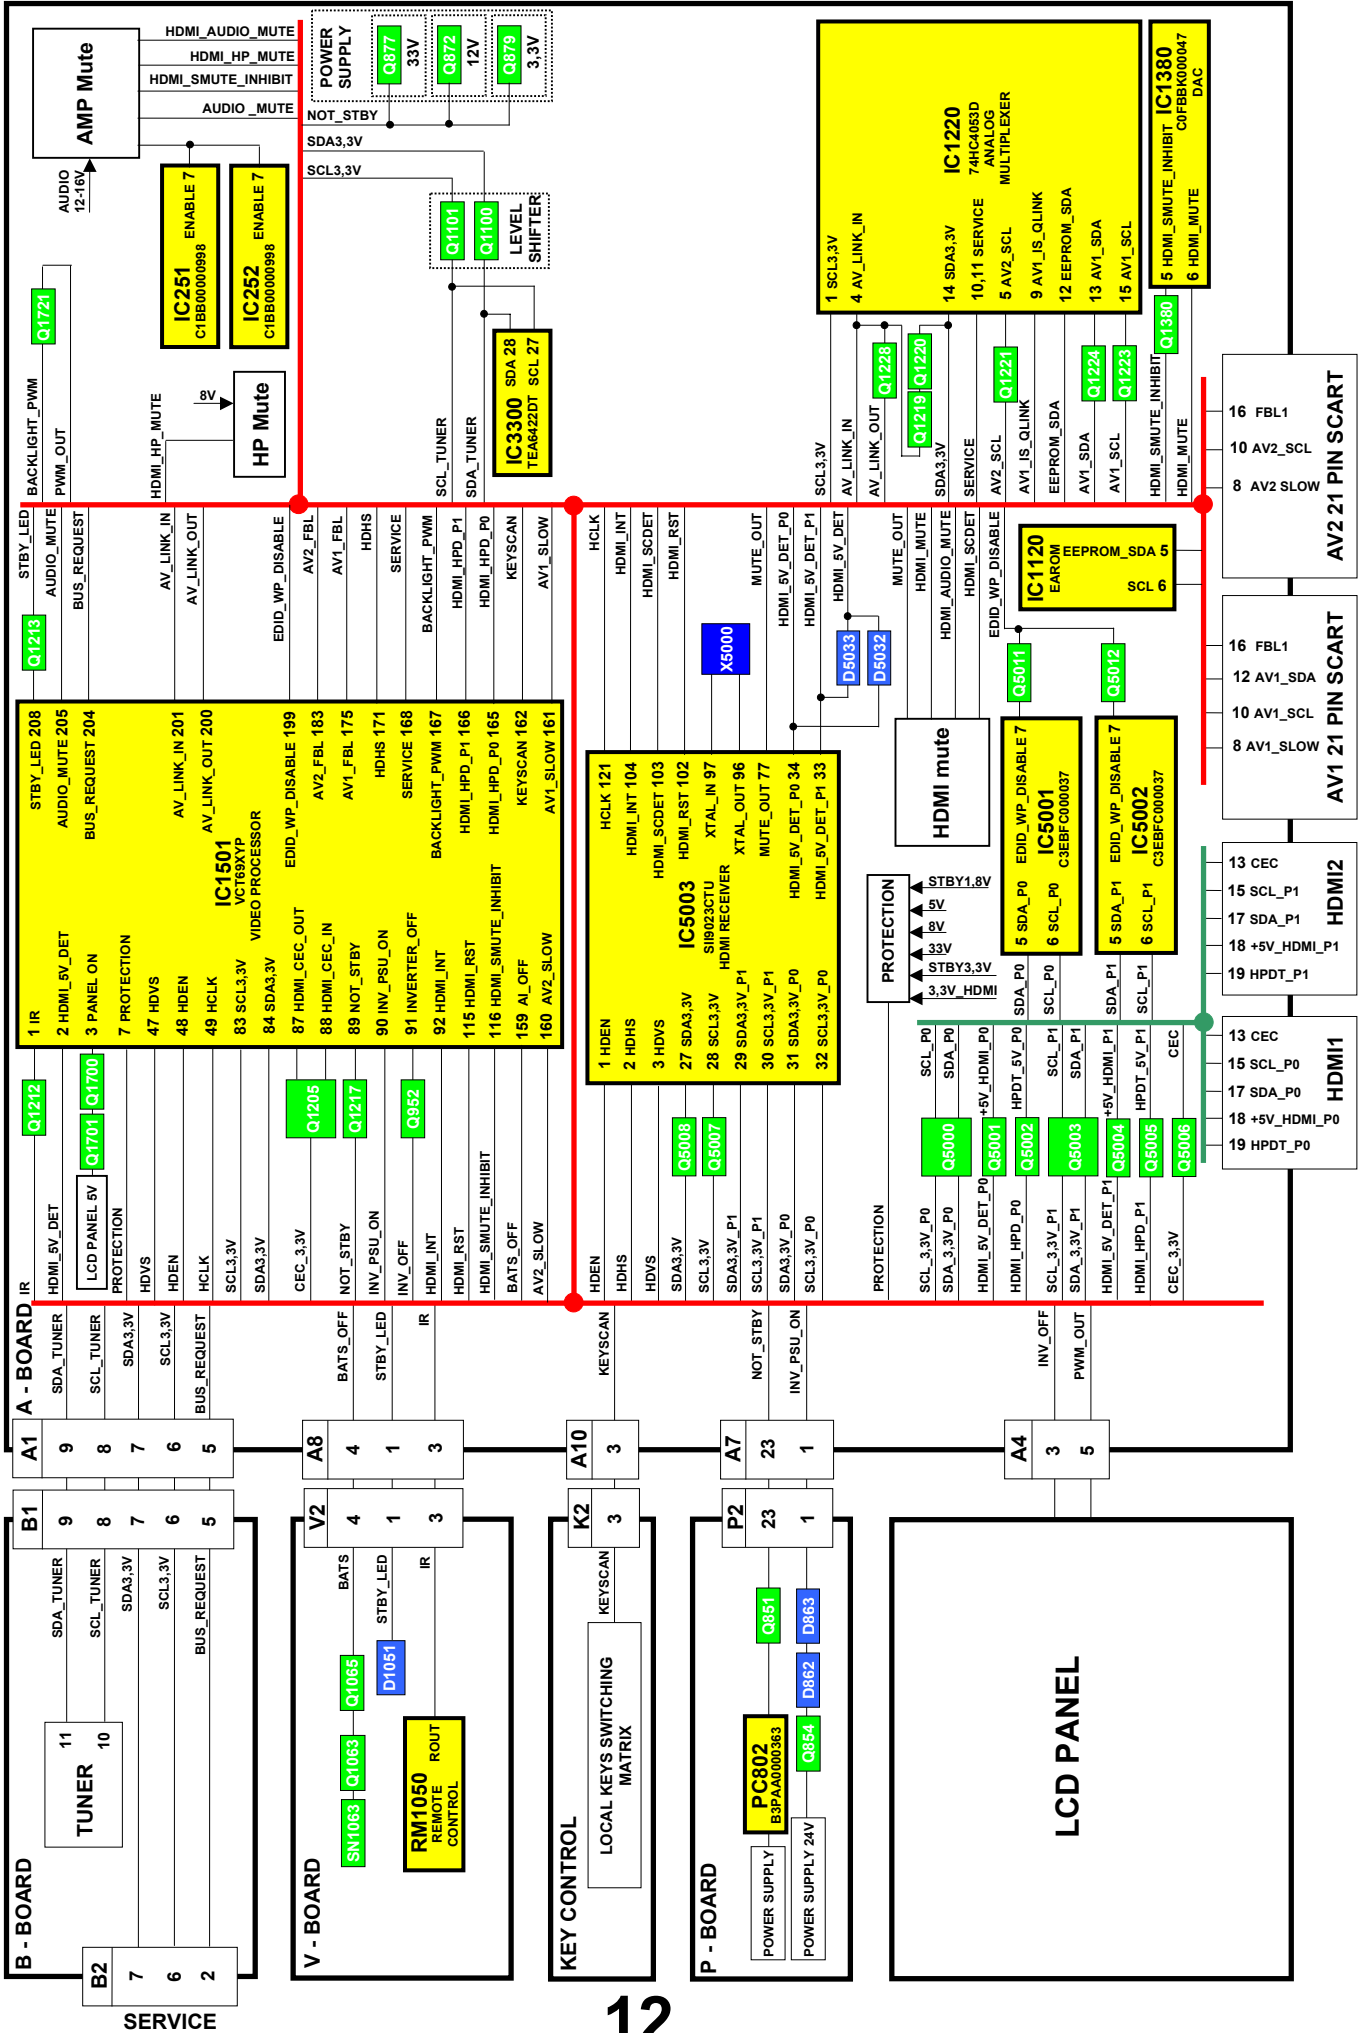 A - BOARD
AMP Mute
AUDIO
12-16V
HDMI_AUDIO_MUTE
HDMI_HP_MUTE
HDMI_SMUTE_INHIBIT
AUDIO _MUTE
IC251
C1BB00000998
ENABLE 7
IC252
C1BB00000998
ENABLE 7
HP Mute
8V
HDMI_HP_MUTE
Q1721
BACKLIGHT_PWM
PWM_OUT
POWER
SUPPLY
Q877
33V
Q872
12V
Q879
3,3V
NOT_STBY
SDA3,3V
SCL3,3V
Q1101
Q1100
LEVEL
SHIFTER
IC3300
TEA6422DT
SDA 28
SCL 27
SCL_TUNER
SDA_TUNER
IC1220
74HC4053D
ANALOG
MULTIPLEXER
1 SCL3,3V
4 AV_LINK_IN
14 SDA3,3V
10,11 SERVICE
5 AV2_SCL
9 AV1_IS_QLINK
12 EEPROM_SDA
13 AV1_SDA
15 AV1_SCL
IC1380
C0FBBK000047
DAC
5 HDMI_SMUTE_INHIBIT
6 HDMI_MUTE
Q1228
Q1220
Q1219
Q1221
Q1224
Q1223
Q1380
SCL3,3V
AV_LINK_IN
AV_LINK_OUT
SDA3,3V
SERVICE
AV2_SCL
AV1_IS_QLINK
EEPROM_SDA
AV1_SDA
AV1_SCL
HDMI_SMUTE_INHIBIT
HDMI_MUTE
AV2 21 PIN SCART
16 FBL1
10 AV2_SCL
8 AV2 SLOW
AV1 21 PIN SCART
16 FBL1
12 AV1_SDA
10 AV1_SCL
8 AV1_SLOW
HDMI2
13 CEC
15 SCL_P1
17 SDA_P1
18 +5V_HDMI_P1
19 HPDT_P1
HDMI1
13 CEC
15 SCL_P0
17 SDA_P0
18 +5V_HDMI_P0
19 HPDT_P0
STBY_LED
AUDIO_MUTE
BUS_REQUEST
AV_LINK_IN
AV_LINK_OUT
EDID_WP_DISABLE
AV2_FBL
AV1_FBL
HDHS
SERVICE
BACKLIGHT_PWM
HDMI_HPD_P1
HDMI_HPD_P0
KEYSCAN
AV1_SLOW
Q1213
IC1501
VCT69XYP
VIDEO PROCESSOR
STBY_LED 208
AUDIO_MUTE 205
BUS_REQUEST 204
AV_LINK_IN 201
AV_LINK_OUT 200
EDID_WP_DISABLE 199
AV2_FBL 183
AV1_FBL 175
HDHS 171
SERVICE 168
BACKLIGHT_PWM 167
HDMI_HPD_P1 166
HDMI_HPD_P0 165
KEYSCAN 162
AV1_SLOW 161
1 IR
2 HDMI_5V_DET
3 PANEL ON
7 PROTECTION
47 HDVS
48 HDEN
49 HCLK
83 SCL3,3V
84 SDA3,3V
87 HDMI_CEC_OUT
88 HDMI_CEC_IN
89 NOT_STBY
90 INV_PSU_ON
91 INVERTER_OFF
92 HDMI_INT
115 HDMI_RST
116 HDMI_SMUTE_INHIBIT
159 AI_OFF
160 AV2_SLOW
Q1212
Q1700
Q1701
LCD PANEL 5V
Q1205
Q1217
Q952
IR
HDMI_5V_DET
PROTECTION
HDVS
HDEN
HCLK
SCL3,3V
SDA3,3V
CEC_3,3V
NOT_STBY
INV_PSU_ON
INV_OFF
HDMI_INT
HDMI_RST
HDMI_SMUTE_INHIBIT
BATS_OFF
AV2_SLOW
HCLK
HDMI_INT
HDMI_SCDET
HDMI_RST
MUTE_OUT
HDMI_5V_DET_P0
HDMI_5V_DET_P1
HDMI_5V_DET
X5000
D5033
D5032
IC5003
SII9023CTU
HDMI RECEIVER
HCLK 121
HDMI_INT 104
HDMI_SCDET 103
HDMI_RST 102
XTAL_IN 97
XTAL_OUT 96
MUTE_OUT 77
HDMI_5V_DET_P0 34
HDMI_5V_DET_P1 33
1 HDEN
2 HDHS
3 HDVS
27 SDA3,3V
28 SCL3,3V
29 SDA3,3V_P1
30 SCL3,3V_P1
31 SDA3,3V_P0
32 SCL3,3V_P0
Q5008
Q5007
HDEN
HDHS
HDVS
SDA3,3V
SCL3,3V
SDA3,3V_P1
SCL3,3V_P1
SDA3,3V_P0
SCL3,3V_P0
MUTE_OUT
HDMI_MUTE
HDMI_AUDIO_MUTE
HDMI_SCDET
EDID_WP_DISABLE
HDMI mute
IC1120
EAROM
EEPROM_SDA 5
SCL 6
Q5011
Q5012
IC5001
C3EBFC000037
EDID_WP_DISABLE 7
5 SDA_P0
6 SCL_P0
IC5002
C3EBFC000037
EDID_WP_DISABLE 7
5 SDA_P1
6 SCL_P1
SDA_P0
SCL_P0
SDA_P1
SCL_P1
PROTECTION
STBY1,8V
5V
8V
33V
STBY3,3V
3,3V_HDMI
PROTECTION
SCL_P0
SDA_P0
+5V_HDMI_P0
HPDT_5V_P0
SCL_P1
SDA_P1
+5V_HDMI_P1
HPDT_5V_P1
CEC
Q5000
Q5001
Q5002
Q5003
Q5004
Q5005
Q5006
SCL_3,3V_P0
SDA_3,3V_P0
HDMI_5V_DET_P0
HDMI_HPD_P0
SCL_3,3V_P1
SDA_3,3V_P1
HDMI_5V_DET_P1
HDMI_HPD_P1
CEC_3,3V
SDA_TUNER
SCL_TUNER
SDA3,3V
SCL3,3V
BUS_REQUEST
A1
9
8
7
6
5
BATS_OFF
STBY_LED
IR
A8
4
1
3
KEYSCAN
A10
3
NOT_STBY
INV_PSU_ON
A7
23
1
INV_OFF
PWM_OUT
A4
3
5
B - BOARD
B1
9
8
7
6
5
SDA_TUNER
SCL_TUNER
SDA3,3V
SCL3,3V
BUS_REQUEST
TUNER
11
10
B2
7
6
2
SERVICE
V - BOARD
V2
4
1
3
BATS
STBY_LED
IR
Q1065
Q1063
SN1063
D1051
RM1050
REMOTE
CONTROL
ROUT
KEY CONTROL
K2
3
KEYSCAN
LOCAL KEYS SWITCHING
MATRIX
P - BOARD
P2
23
1
Q851
D863
D862
Q854
PC802
B3PAA0000363
POWER SUPPLY
POWER SUPPLY 24V
LCD PANEL
12